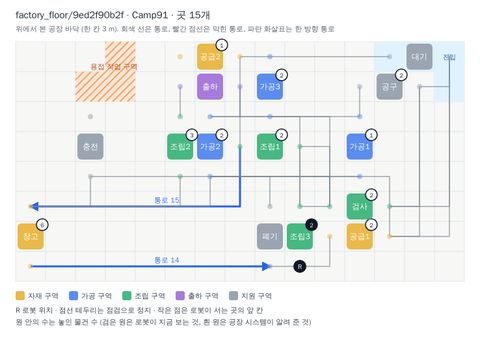 factory_floor/9ed2f90b2f · Camp91 · 곳 15개
위에서 본 공장 바닥 (한 칸 3 m). 회색 선은 통로, 빨간 점선은 막힌 통로, 파란 화살표는 한 방향 통로
1
공급2
대기
진입
용접 작업 구역
출하
2
가공3
2
공구
충전
3
조립2
2
가공2
2
조립1
1
가공1
2
검사
통로 15
6
창고
폐기
2
조립3
2
공급1
통로 14
R
자재 구역
가공 구역
조립 구역
출하 구역
지원 구역
R 로봇 위치 · 점선 테두리는 점검으로 정지 · 작은 점은 로봇이 서는 곳의 앞 칸
원 안의 수는 놓인 물건 수 (검은 원은 로봇이 지금 보는 것, 흰 원은 공장 시스템이 알려 준 것)